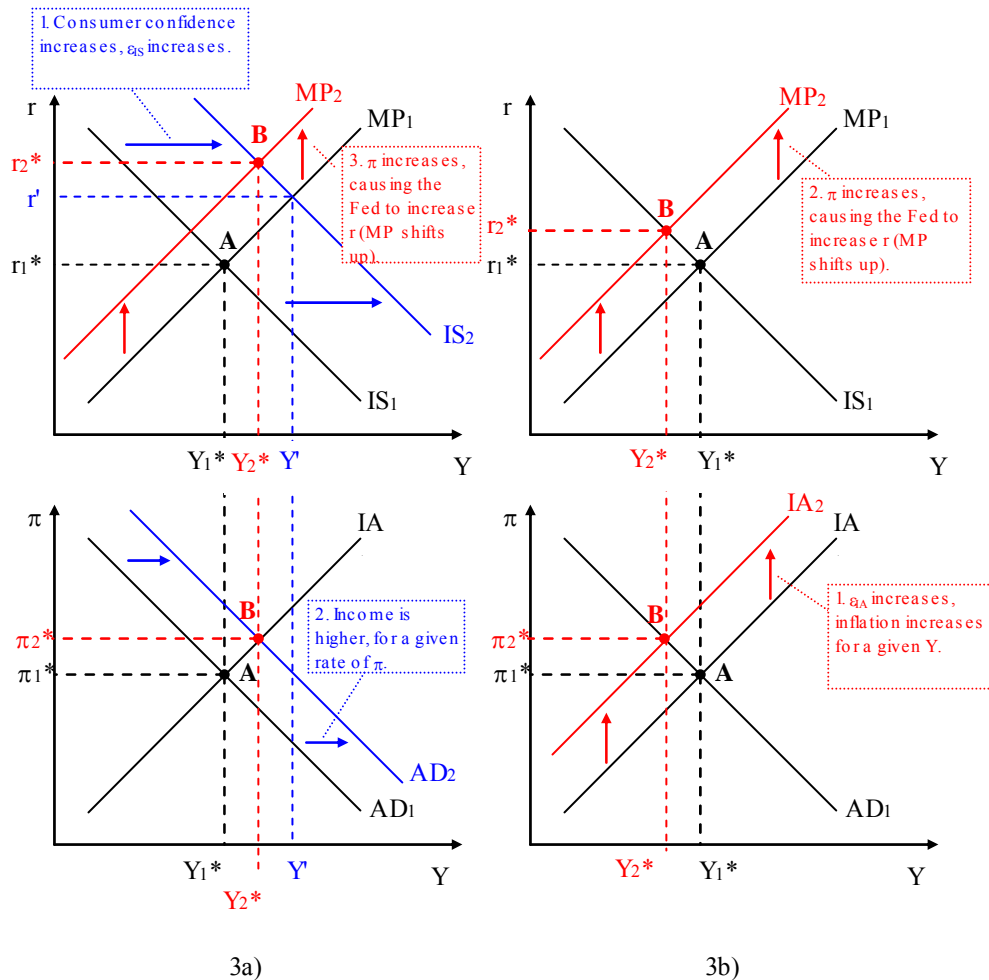 1. Consumer confidence
increases, εIS increases.
r
MP2
MP1
B
r2*
r'
3. π increases,
causing the
Fed to increase
r (MP shifts
up).
A
r1*
IS2
IS1
Y1*
Y2*
Y'
Y
r
MP2
MP1
2. π increases,
causing the Fed to
increase r (MP
shifts up).
B
r2*
A
r1*
IS1
Y2*
Y1*
Y
π
IA
B
2. Income is
higher, for a given
rate of π.
π2*
π1*
A
AD2
AD1
Y1*
Y2*
Y'
Y
π
IA2
IA
1. εIA increases,
inflation increases
for a given Y.
B
π2*
π1*
A
AD1
Y2*
Y1*
Y
3a)
3b)